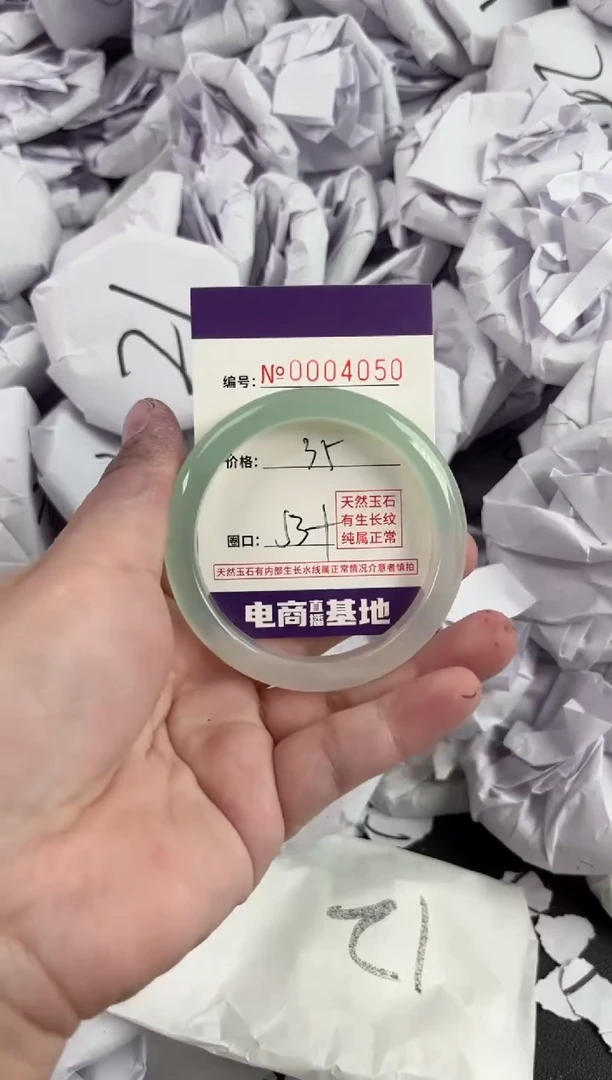 21
编号: №0004050
价格: 35
天然玉石
有生长纹
纯属正常
圈口: 53+
天然玉石有内部生长水线属正常情况介意者慎拍
电商直播基地
21